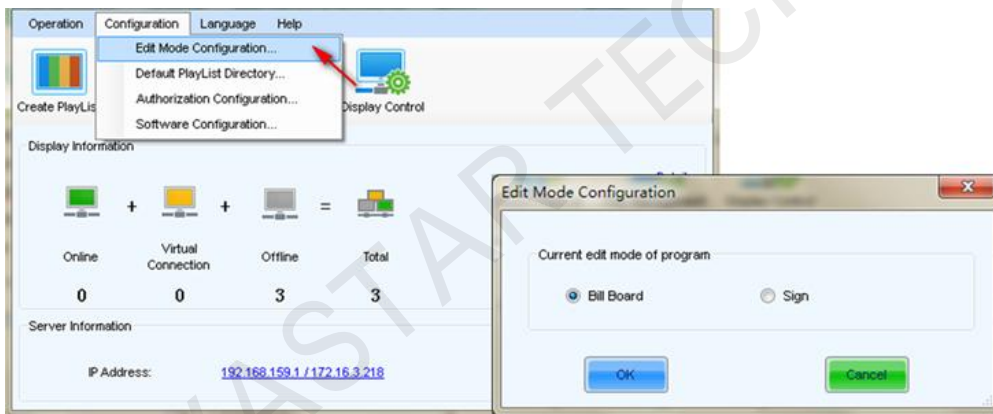 Operation Configuration Language Help
Edit Mode Configuration...
Default PlayList Directory...
Authorization Configuration...
Software Configuration...
Create PlayLis
Display Control
Display Information
+ + =
Online Virtual Connection Offline Total
0 0 3 3
Server Information
IP Address: 192.168.159.1 / 172.16.3.218
Edit Mode Configuration
Current edit mode of program
Bill Board Sign
OK Cancel
VASTAR TEC